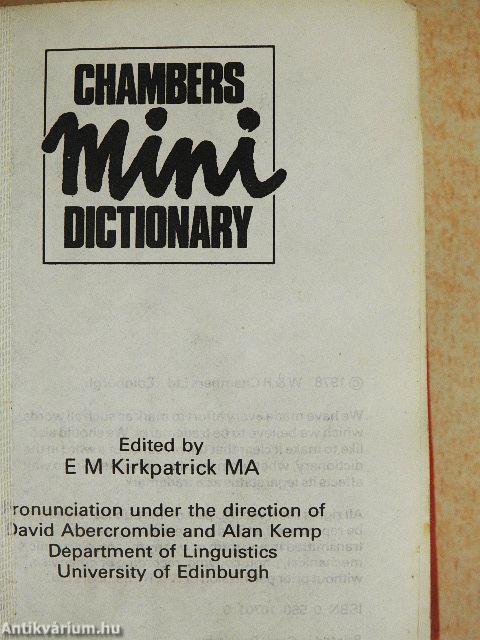 CHAMBERS
mini
DICTIONARY
Edited by
E M Kirkpatrick MA
ronunciation under the direction of
David Abercrombie and Alan Kemp
Department of Linguistics
University of Edinburgh
Antikvárium.hu